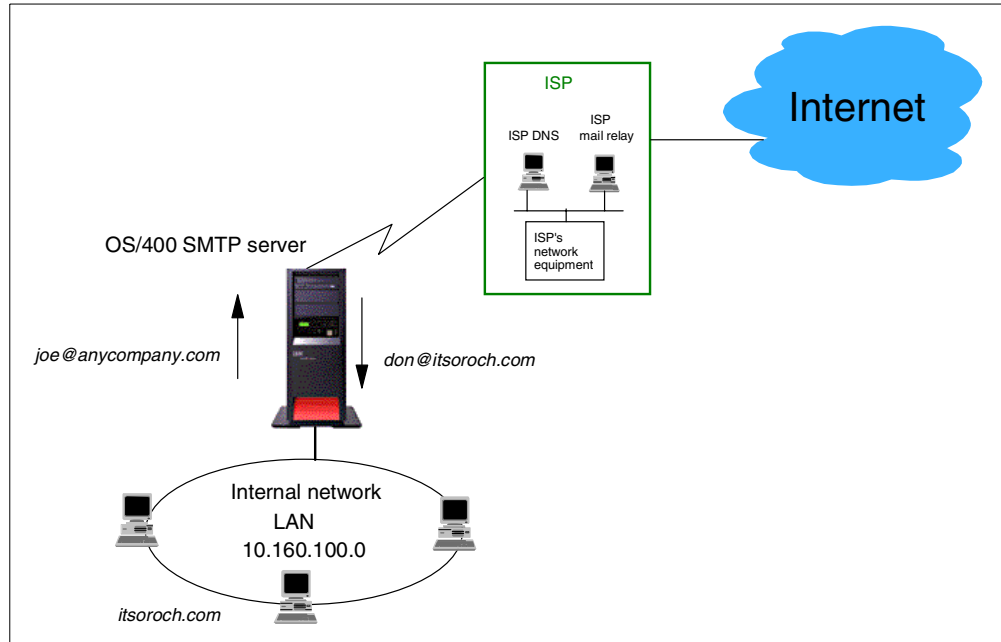 ISP
Internet
ISP DNS
ISP
mail relay
ISP's
network
equipment
OS/400 SMTP server
joe@anycompany.com
don@itsoroch.com
Internal network
LAN
10.160.100.0
itsoroch.com